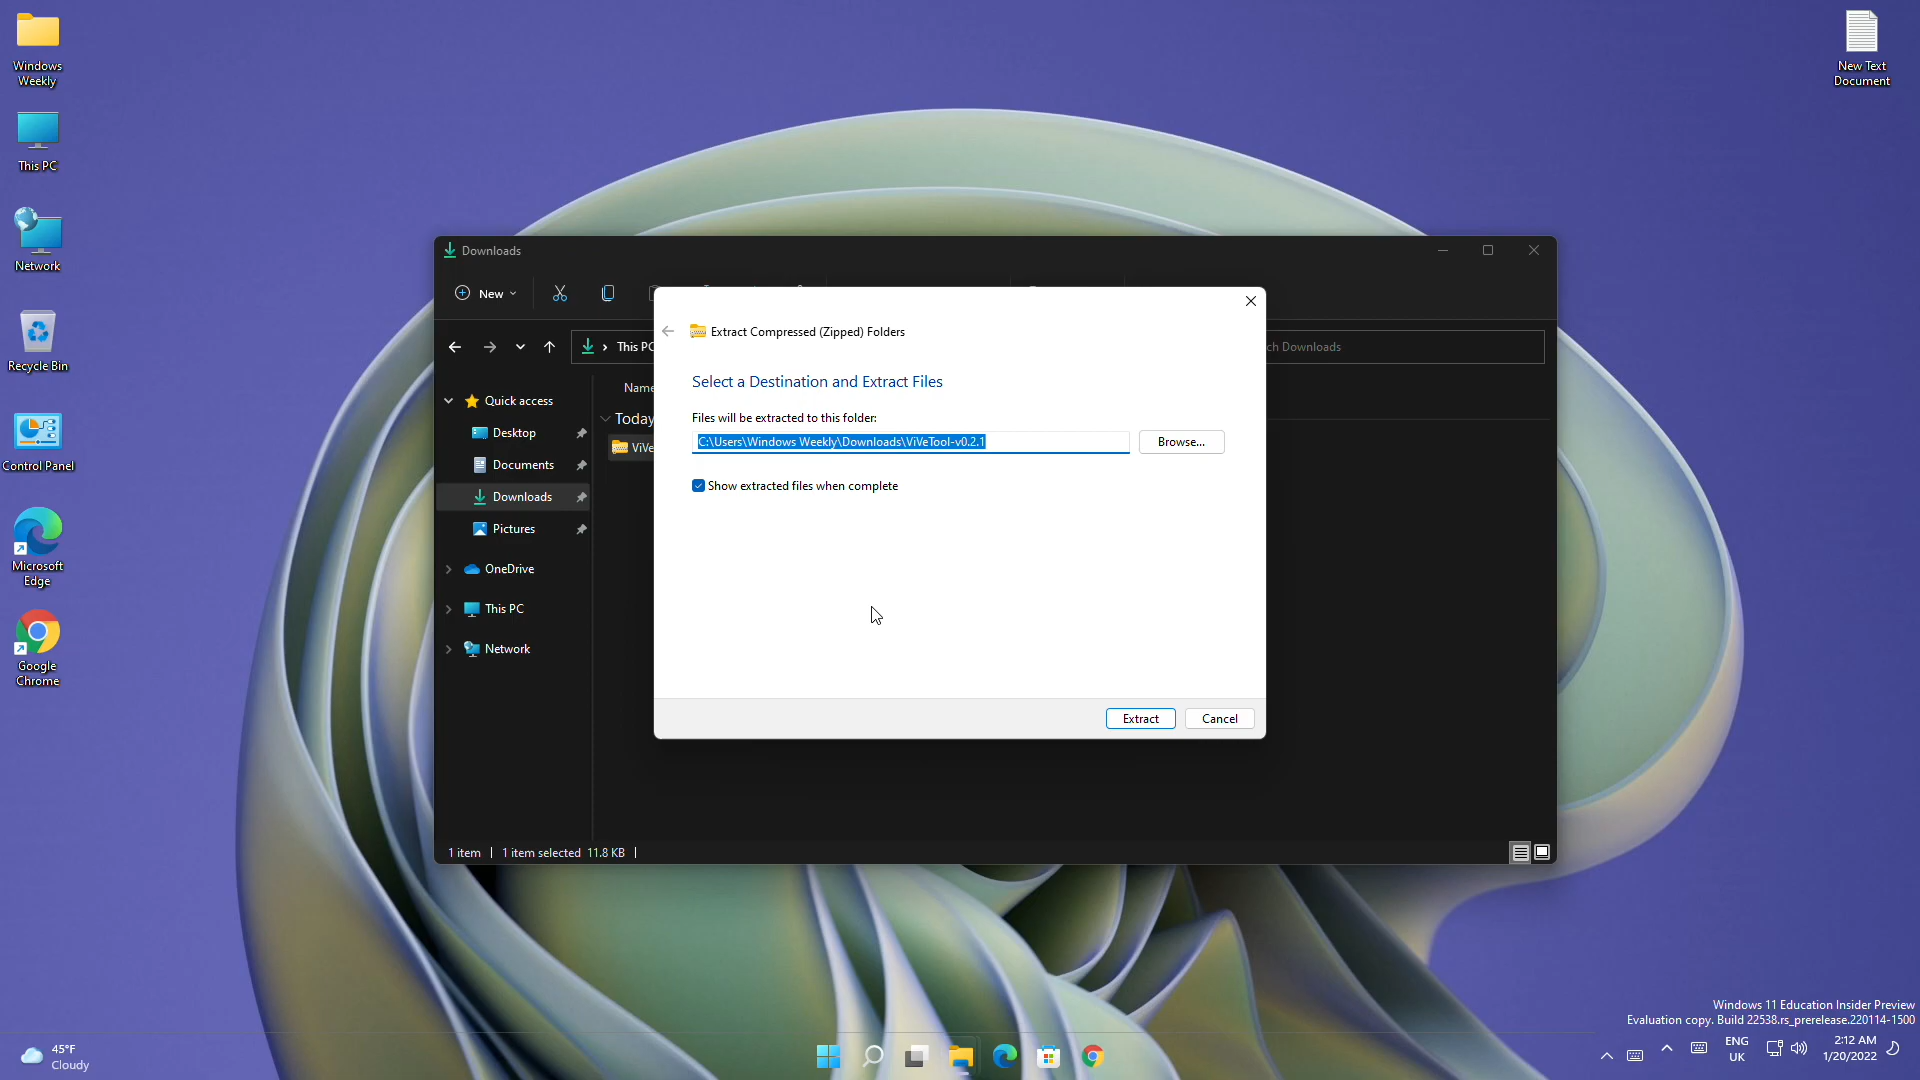 Windows
Weekly
This PC
Network
Recycle Bin
Control Panel
Microsoft
Edge
Google
Chrome
New Text
Document
Downloads
New
This PC
ch Downloads
Name
Quick access
Desktop
Documents
Downloads
Pictures
OneDrive
This PC
Network
Today
ViVe
Extract Compressed (Zipped) Folders
Select a Destination and Extract Files
Files will be extracted to this folder:
C:\Users\Windows Weekly\Downloads\ViVeTool-v0.2.1
Browse...
Show extracted files when complete
Extract
Cancel
1 item
1 item selected 11.8 KB
Windows 11 Education Insider Preview
Evaluation copy. Build 22538.rs_prerelease.220114-1500
45°F
Cloudy
ENG
UK
2:12 AM
1/20/2022